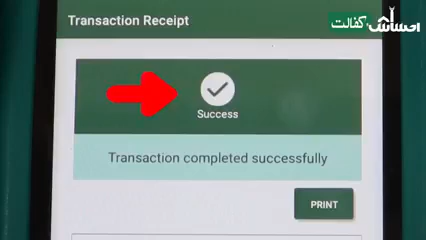 Transaction Receipt
احساس کفالت
Success
Transaction completed successfully
PRINT